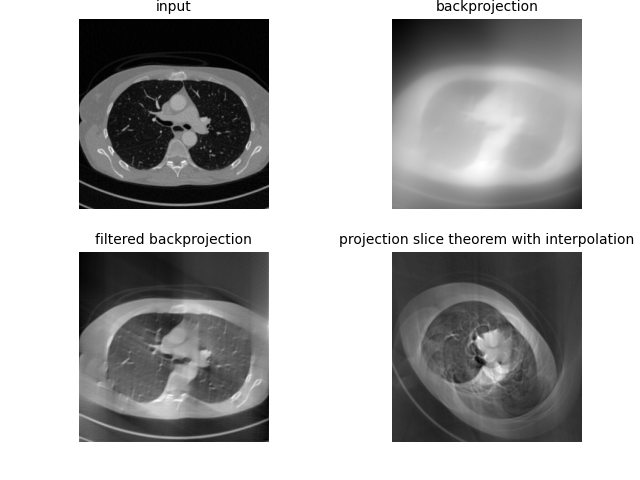 input
backprojection
filtered backprojection
projection slice theorem with interpolation